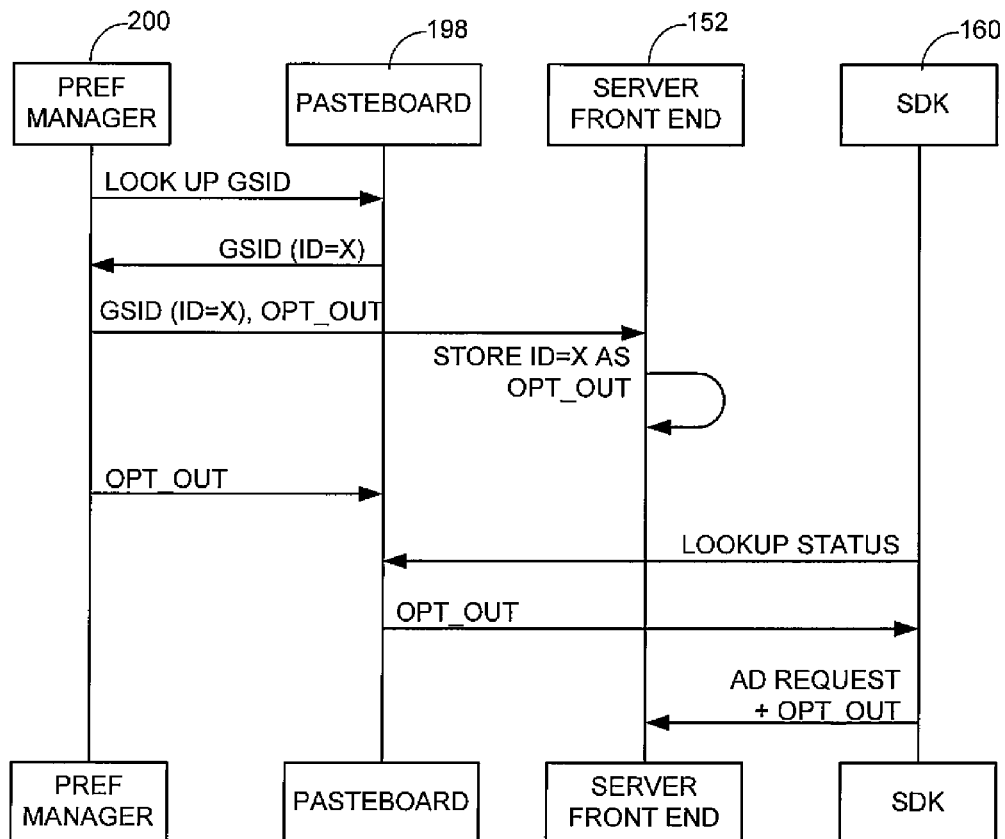 200
198
152
160
PREF
MANAGER
PASTEBOARD
SERVER
FRONT END
SDK
LOOK UP GSID
GSID (ID=X)
GSID (ID=X), OPT_OUT
STORE ID=X AS
OPT_OUT
OPT_OUT
LOOKUP STATUS
OPT_OUT
AD REQUEST
+ OPT_OUT
PREF
MANAGER
PASTEBOARD
SERVER
FRONT END
SDK